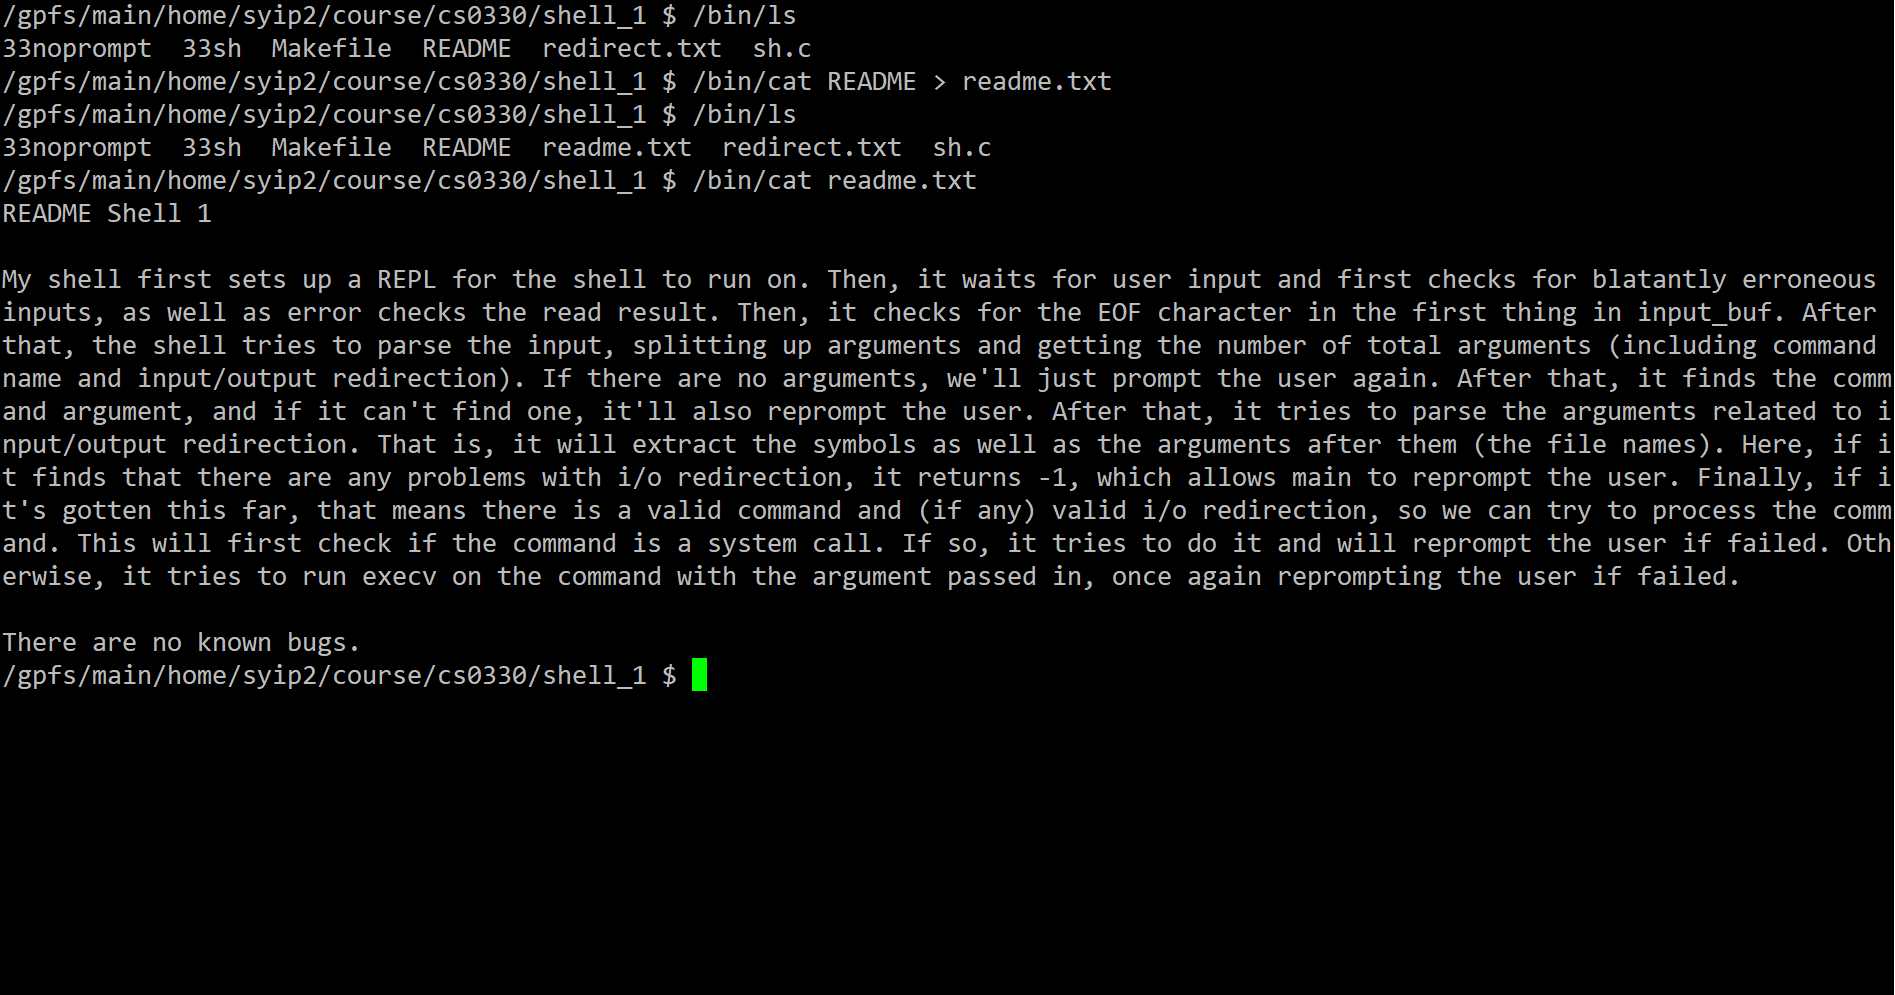 /gpfs/main/home/syip2/course/cs0330/shell_1 $ /bin/ls
33noprompt  33sh  Makefile  README  redirect.txt  sh.c
/gpfs/main/home/syip2/course/cs0330/shell_1 $ /bin/cat README > readme.txt
/gpfs/main/home/syip2/course/cs0330/shell_1 $ /bin/ls
33noprompt  33sh  Makefile  README  readme.txt  redirect.txt  sh.c
/gpfs/main/home/syip2/course/cs0330/shell_1 $ /bin/cat readme.txt
README Shell 1
My shell first sets up a REPL for the shell to run on. Then, it waits for user input and first checks for blatantly erroneous
inputs, as well as error checks the read result. Then, it checks for the EOF character in the first thing in input_buf. After
that, the shell tries to parse the input, splitting up arguments and getting the number of total arguments (including command
name and input/output redirection). If there are no arguments, we'll just prompt the user again. After that, it finds the comm
and argument, and if it can't find one, it'll also reprompt the user. After that, it tries to parse the arguments related to i
nput/output redirection. That is, it will extract the symbols as well as the arguments after them (the file names). Here, if i
t finds that there are any problems with i/o redirection, it returns -1, which allows main to reprompt the user. Finally, if i
t's gotten this far, that means there is a valid command and (if any) valid i/o redirection, so we can try to process the comm
and. This will first check if the command is a system call. If so, it tries to do it and will reprompt the user if failed. Oth
erwise, it tries to run execv on the command with the argument passed in, once again reprompting the user if failed.
There are no known bugs.
/gpfs/main/home/syip2/course/cs0330/shell_1 $